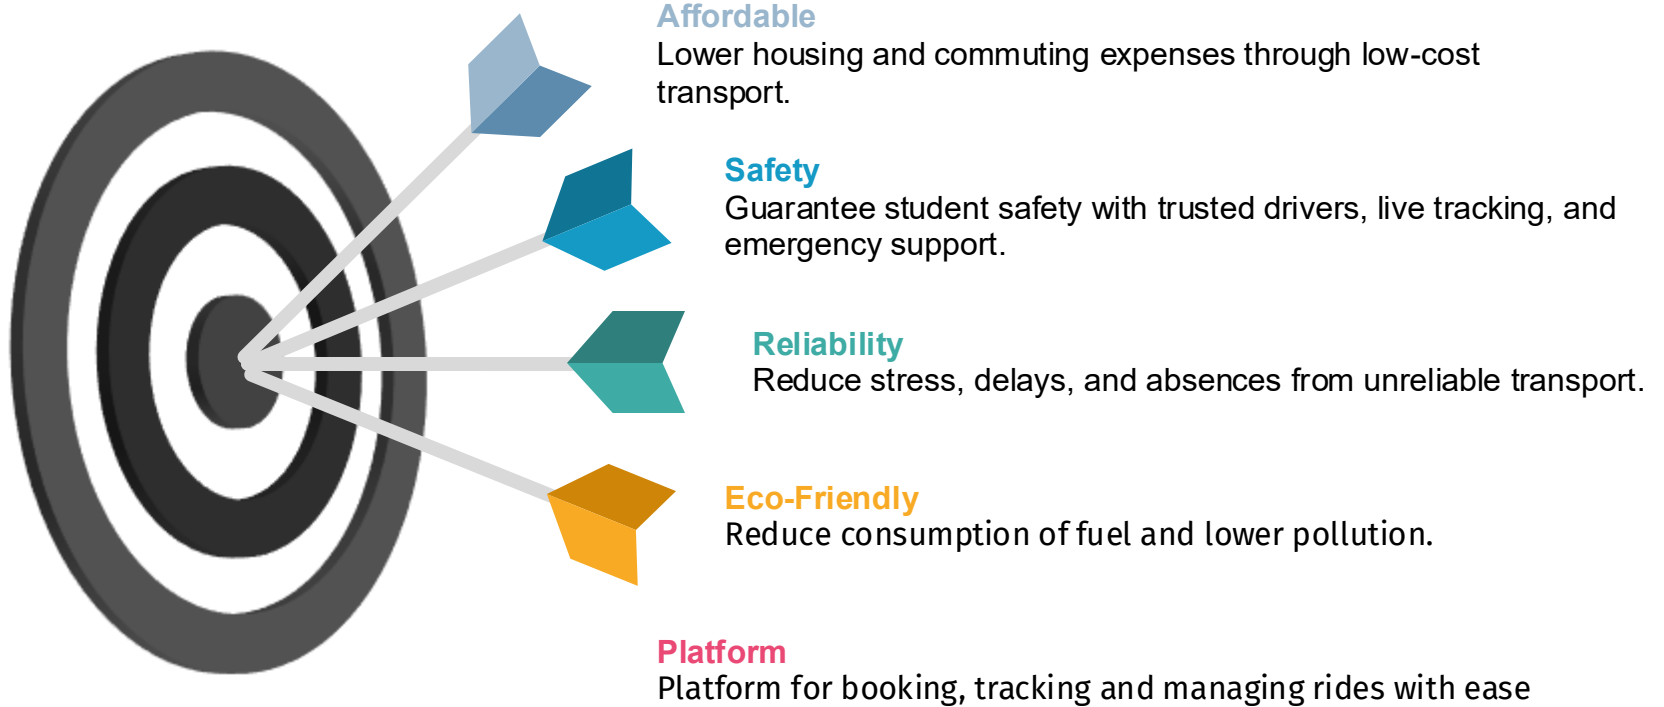 Affordable
Lower housing and commuting expenses through low-cost
transport.
Safety
Guarantee student safety with trusted drivers, live tracking, and
emergency support.
Reliability
Reduce stress, delays, and absences from unreliable transport.
Eco-Friendly
Reduce consumption of fuel and lower pollution.
Platform
Platform for booking, tracking and managing rides with ease